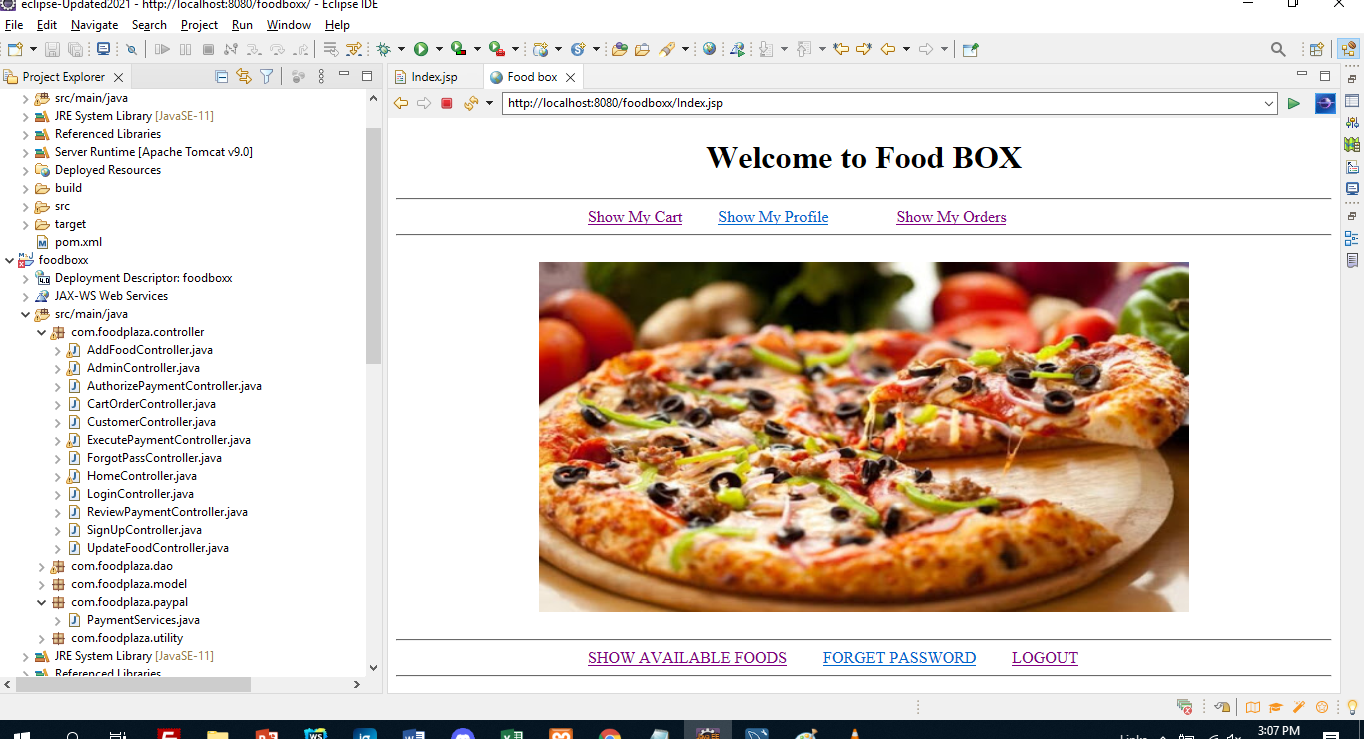 eclipse-Updated2021 - http://localhost:8080/foodboxx/ - Eclipse IDE
File Edit Navigate Search Project Run Window Help
Project Explorer
Index.jsp
Food box
http://localhost:8080/foodboxx/Index.jsp
src/main/java
JRE System Library [JavaSE-11]
Referenced Libraries
Server Runtime [Apache Tomcat v9.0]
Deployed Resources
build
src
target
pom.xml
foodboxx
Deployment Descriptor: foodboxx
JAX-WS Web Services
src/main/java
com.foodplaza.controller
AddFoodController.java
AdminController.java
AuthorizePaymentController.java
CartOrderController.java
CustomerController.java
ExecutePaymentController.java
ForgotPassController.java
HomeController.java
LoginController.java
ReviewPaymentController.java
SignUpController.java
UpdateFoodController.java
com.foodplaza.dao
com.foodplaza.model
com.foodplaza.paypal
PaymentServices.java
com.foodplaza.utility
JRE System Library [JavaSE-11]
Referenced Libraries
Welcome to Food BOX
Show My Cart Show My Profile Show My Orders
SHOW AVAILABLE FOODS FORGET PASSWORD LOGOUT
Links
3:07 PM